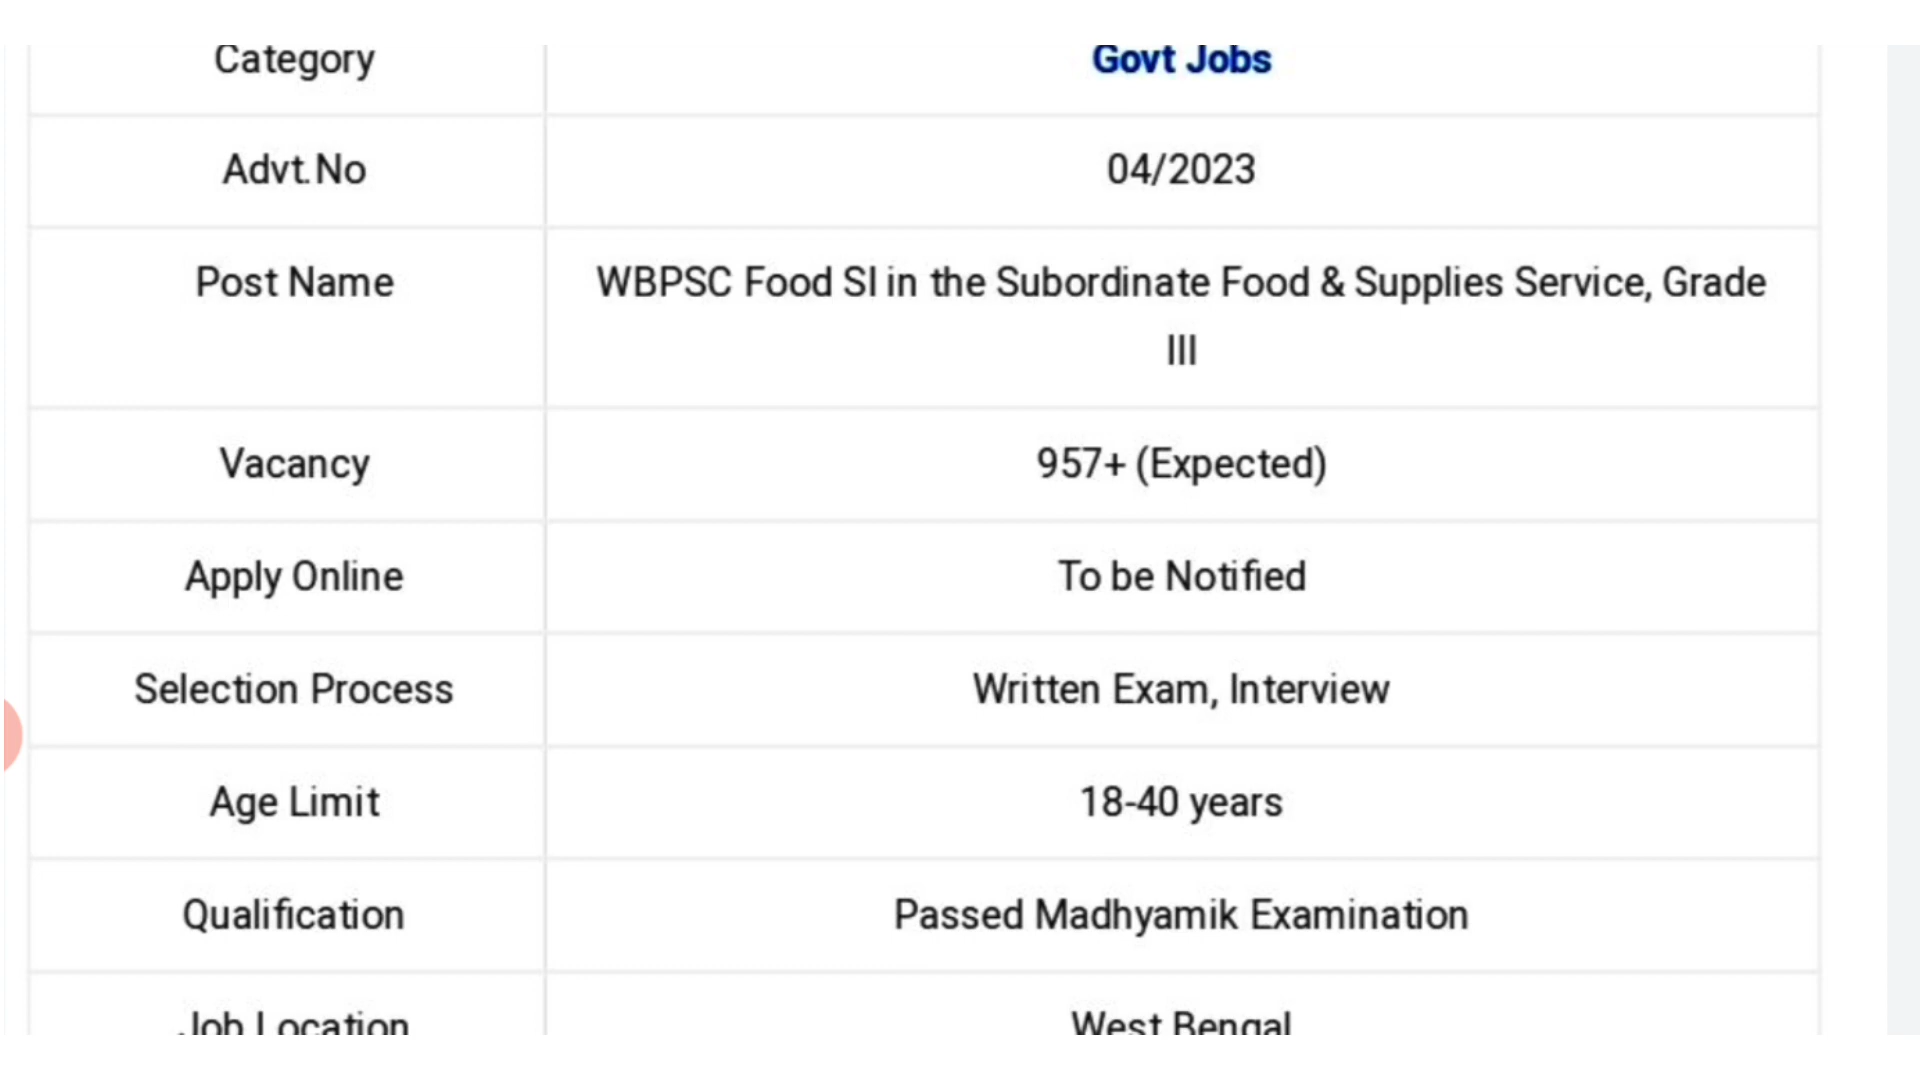 Category Govt Jobs
Advt.No 04/2023
Post Name WBPSC Food SI in the Subordinate Food & Supplies Service, Grade
III
Vacancy 957+ (Expected)
Apply Online To be Notified
Selection Process Written Exam, Interview
Age Limit 18-40 years
Qualification Passed Madhyamik Examination
Job Location West Bengal